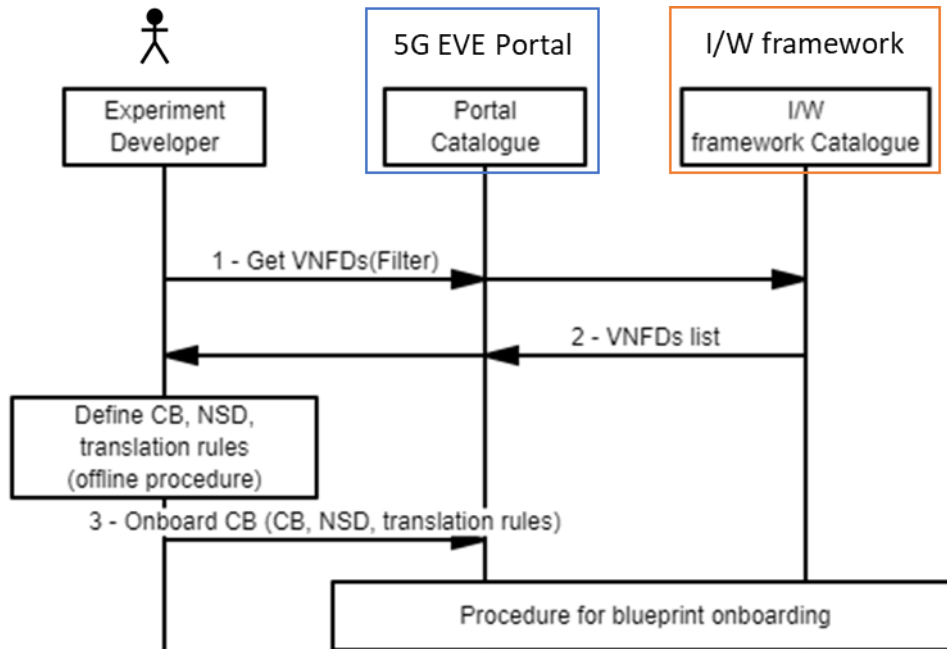 5G EVE Portal
I/W framework
Experiment
Developer
Portal
Catalogue
I/W
framework Catalogue
1 - Get VNFDs(Filter)
2 - VNFDs list
Define CB, NSD,
translation rules
(offline procedure)
3 - Onboard CB (CB, NSD, translation rules)
Procedure for blueprint onboarding